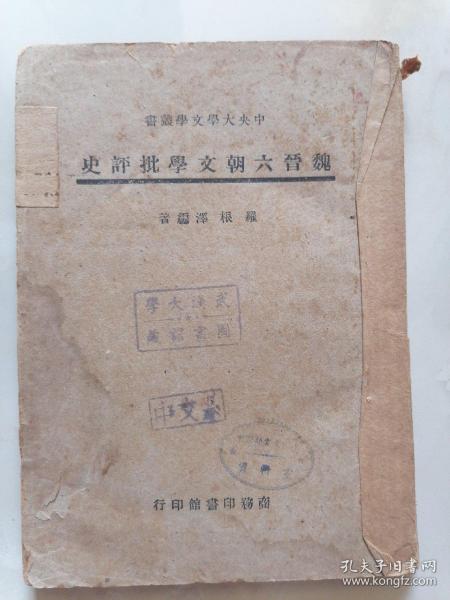 中央大學文學叢書
魏晉六朝文學批評史
羅根澤編著
武漢大學
圖書館藏
中文
資料
商務印書館印行
孔夫子旧书网
www.kongfz.com